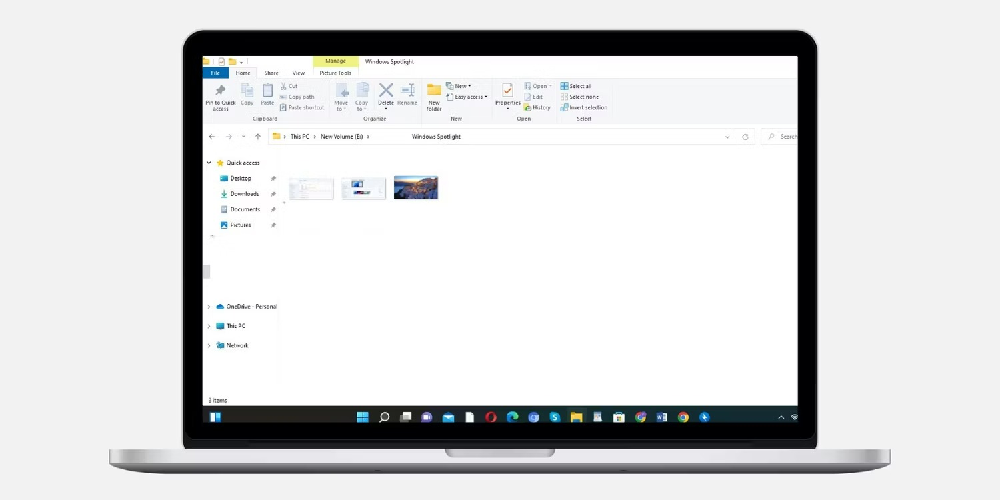 Manage
Windows Spotlight
File
Home
Share
View
Picture Tools
Pin to Quick access
Copy
Paste
Cut
Copy path
Paste shortcut
Clipboard
Move to
Copy to
Delete
Rename
Organize
New folder
New
Easy access
New
Properties
Open
Edit
History
Open
Select all
Select none
Invert selection
Select
This PC
New Volume (E:)
Windows Spotlight
Search
Quick access
Desktop
Downloads
Documents
Pictures
OneDrive - Personal
This PC
Network
3 items